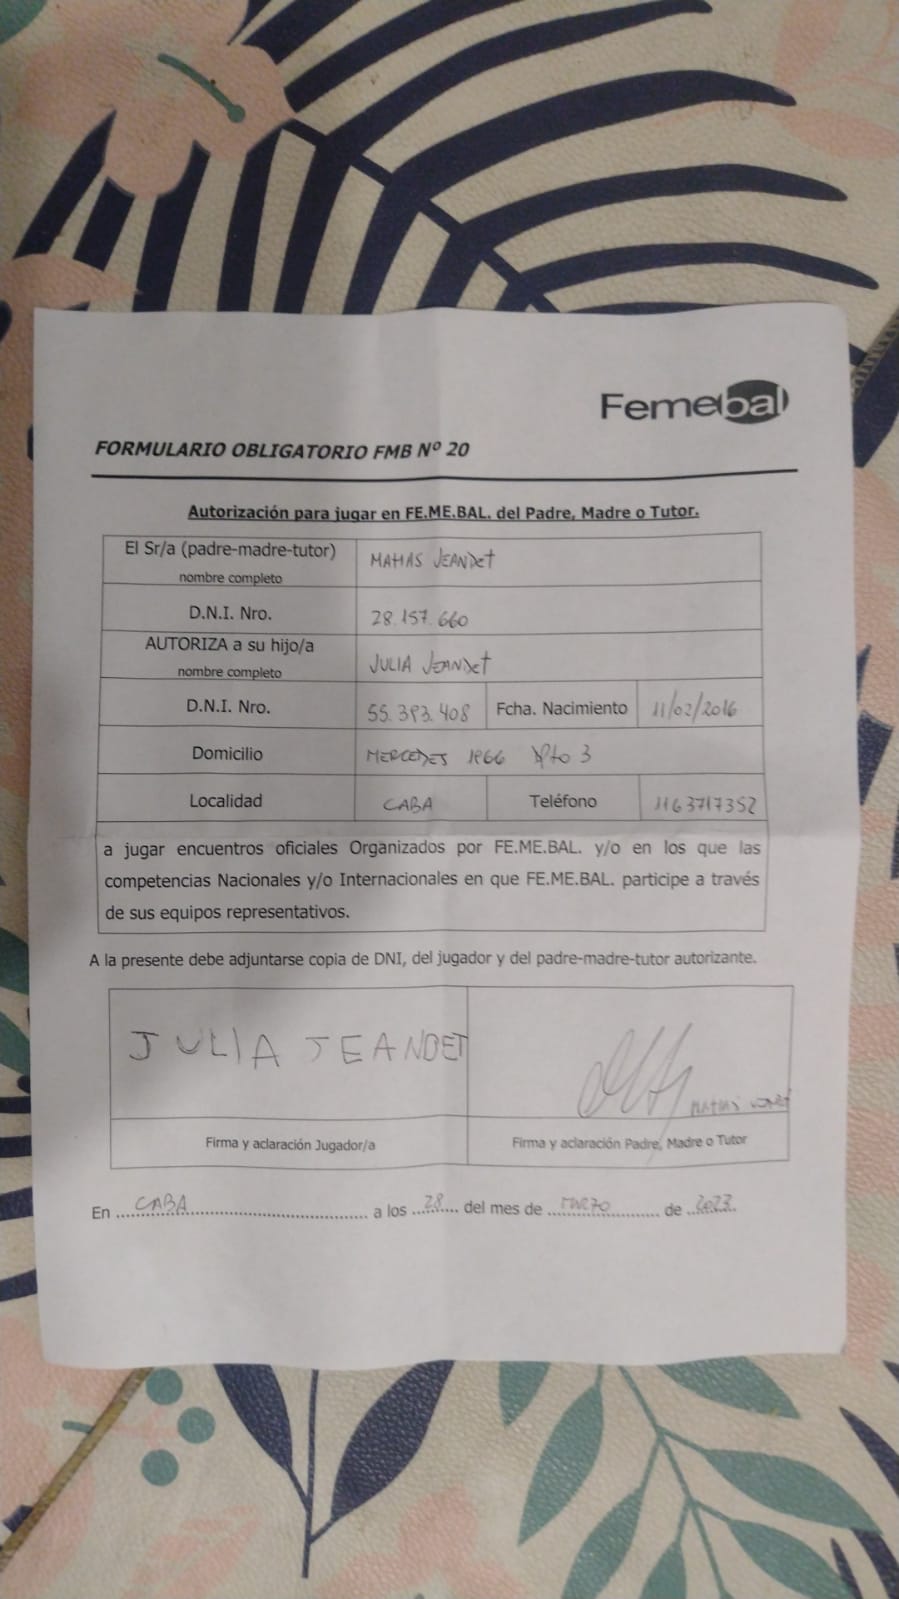 Femebal
FORMULARIO OBLIGATORIO FMB Nº 20
Autorización para jugar en FE.ME.BAL. del Padre, Madre o Tutor.
El Sr/a (padre-madre-tutor)
nombre completo
MATIAS JEANDET
D.N.I. Nro.
28.157.660
AUTORIZA a su hijo/a
nombre completo
JULIA JEANDET
D.N.I. Nro.
55.393.408
Fcha. Nacimiento
11/02/2016
Domicilio
MERCEDES 1966 Dpto 3
Localidad
CABA
Teléfono
1163717352
a jugar encuentros oficiales Organizados por FE.ME.BAL. y/o en los que las
competencias Nacionales y/o Internacionales en que FE.ME.BAL. participe a través
de sus equipos representativos.
A la presente debe adjuntarse copia de DNI, del jugador y del padre-madre-tutor autorizante.
JULIA JEANDET
MATIAS JEANDET
Firma y aclaración Jugador/a
Firma y aclaración Padre, Madre o Tutor
En CABA a los 28 del mes de MARZO de 2023